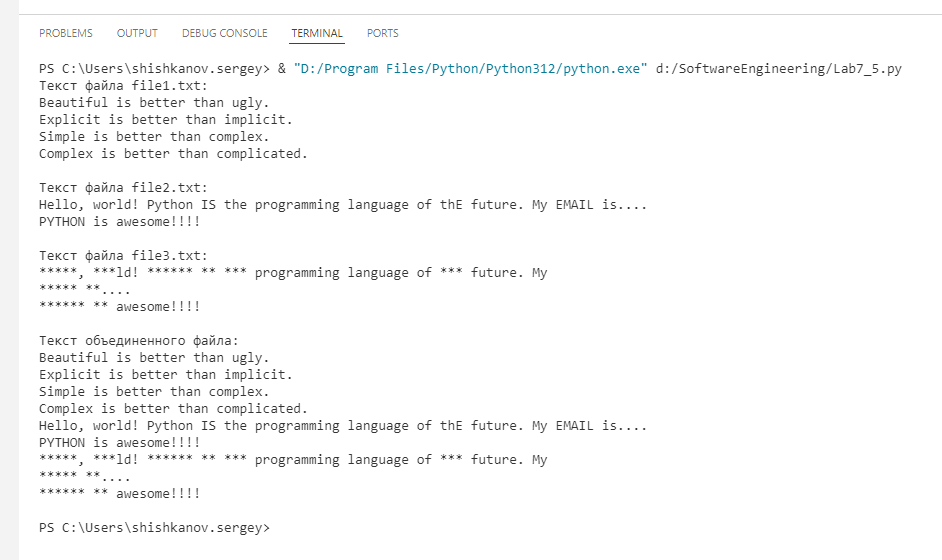 PROBLEMS OUTPUT DEBUG CONSOLE TERMINAL PORTS
PS C:\Users\shishkanov.sergey> & "D:/Program Files/Python/Python312/python.exe" d:/SoftwareEngineering/Lab7_5.py
Текст файла file1.txt:
Beautiful is better than ugly.
Explicit is better than implicit.
Simple is better than complex.
Complex is better than complicated.
Текст файла file2.txt:
Hello, world! Python IS the programming language of thE future. My EMAIL is....
PYTHON is awesome!!!!
Текст файла file3.txt:
*****, ***ld! ****** ** *** programming language of *** future. My
***** **....
****** ** awesome!!!!
Текст объединенного файла:
Beautiful is better than ugly.
Explicit is better than implicit.
Simple is better than complex.
Complex is better than complicated.
Hello, world! Python IS the programming language of thE future. My EMAIL is....
PYTHON is awesome!!!!
*****, ***ld! ****** ** *** programming language of *** future. My
***** **....
****** ** awesome!!!!
PS C:\Users\shishkanov.sergey>